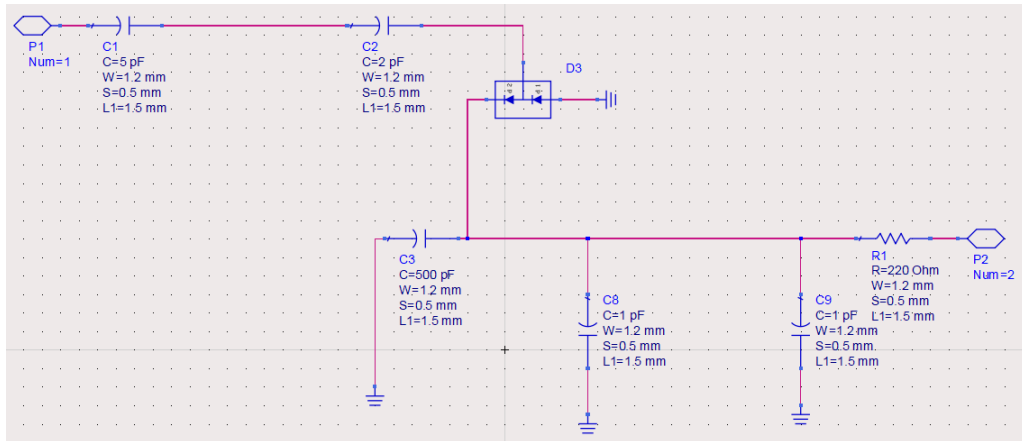 P1
Num=1
C1
C=5 pF
W=1.2 mm
S=0.5 mm
L1=1.5 mm
C2
C=2 pF
W=1.2 mm
S=0.5 mm
L1=1.5 mm
D3
C3
C=500 pF
W=1.2 mm
S=0.5 mm
L1=1.5 mm
C8
C=1 pF
W=1.2 mm
S=0.5 mm
L1=1.5 mm
C9
C=1 pF
W=1.2 mm
S=0.5 mm
L1=1.5 mm
R1
R=220 Ohm
W=1.2 mm
S=0.5 mm
L1=1.5 mm
P2
Num=2